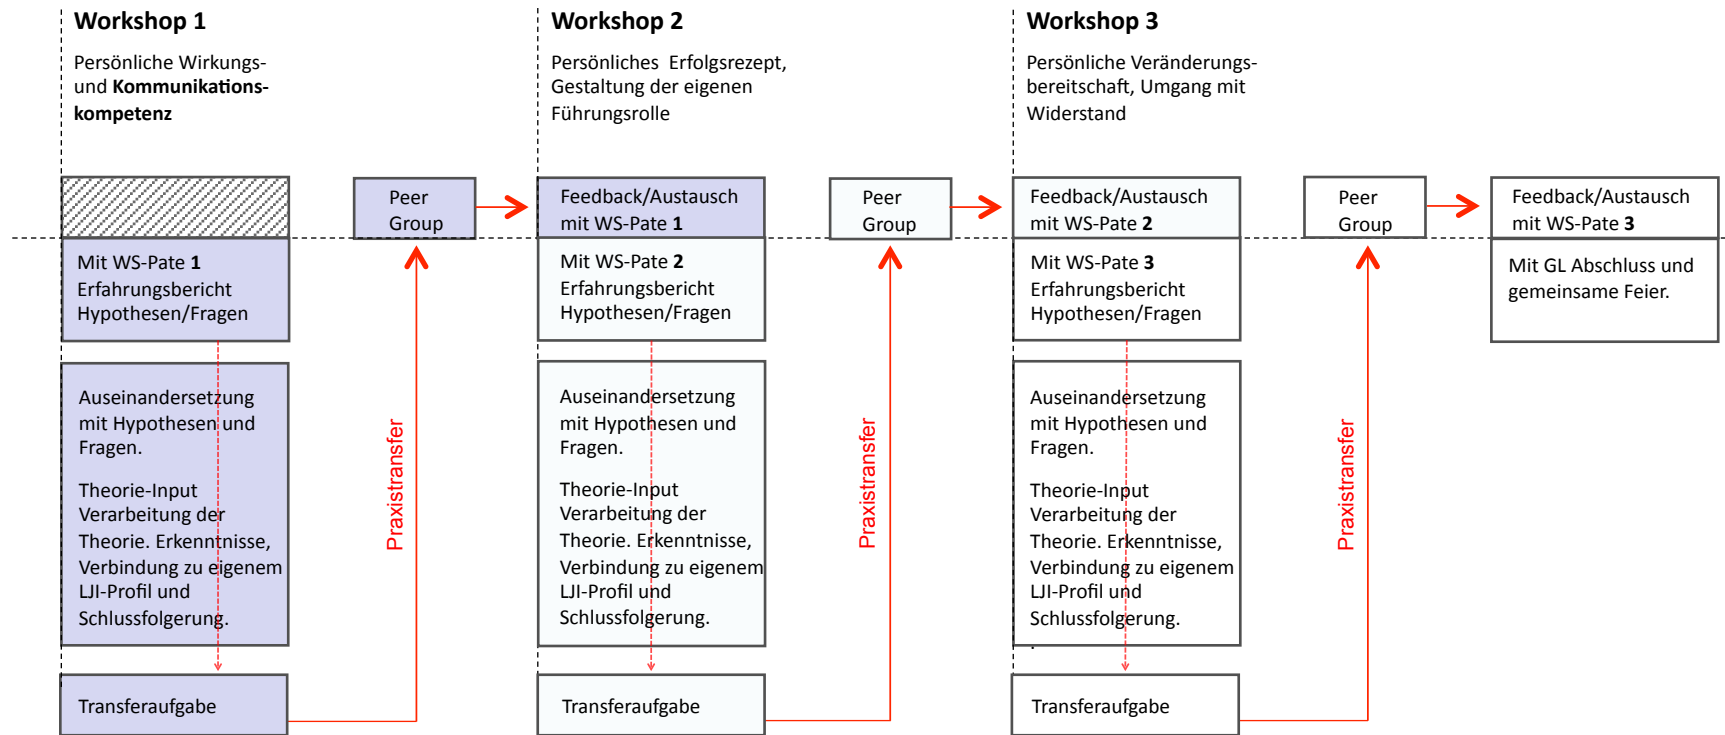 Workshop 1
Persönliche Wirkungs-
und Kommunikations-
kompetenz
Workshop 2
Persönliches Erfolgsrezept,
Gestaltung der eigenen
Führungsrolle
Workshop 3
Persönliche Veränderungs-
bereitschaft, Umgang mit
Widerstand
Peer
Group
Feedback/Austausch
mit WS-Pate 1
Peer
Group
Feedback/Austausch
mit WS-Pate 2
Peer
Group
Feedback/Austausch
mit WS-Pate 3
Mit WS-Pate 1
Erfahrungsbericht
Hypothesen/Fragen
Mit WS-Pate 2
Erfahrungsbericht
Hypothesen/Fragen
Mit WS-Pate 3
Erfahrungsbericht
Hypothesen/Fragen
Mit GL Abschluss und
gemeinsame Feier.
Auseinandersetzung
mit Hypothesen und
Fragen.
Theorie-Input
Verarbeitung der
Theorie. Erkenntnisse,
Verbindung zu eigenem
LJI-Profil und
Schlussfolgerung.
Praxistransfer
Auseinandersetzung
mit Hypothesen und
Fragen.
Theorie-Input
Verarbeitung der
Theorie. Erkenntnisse,
Verbindung zu eigenem
LJI-Profil und
Schlussfolgerung.
Praxistransfer
Auseinandersetzung
mit Hypothesen und
Fragen.
Theorie-Input
Verarbeitung der
Theorie. Erkenntnisse,
Verbindung zu eigenem
LJI-Profil und
Schlussfolgerung.
.
Praxistransfer
Transferaufgabe
Transferaufgabe
Transferaufgabe